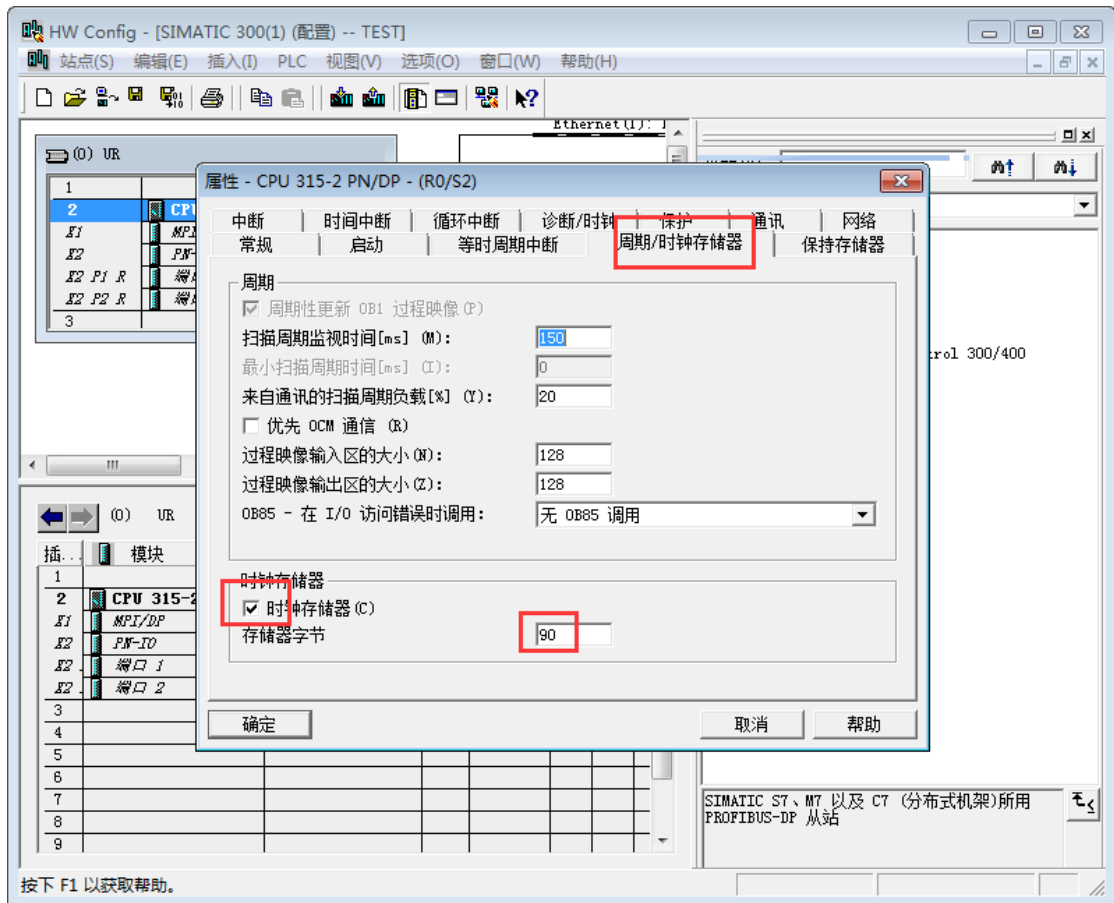 HW Config - [SIMATIC 300(1) (配置) -- TEST]
站点(S) 编辑(E) 插入(I) PLC 视图(V) 选项(O) 窗口(W) 帮助(H)
Ethernet(1):
(0) UR
1
2 CPU
X1
X2
X2 P1 R
X2 P2 R
3
属性 - CPU 315-2 PN/DP - (R0/S2)
中断 时间中断 循环中断 诊断/时钟 保护 通讯 网络
常规 启动 等时周期中断 周期/时钟存储器 保持存储器
周期
周期性更新 OB1 过程映像(P)
扫描周期监视时间[ms] (M): 150
最小扫描周期时间[ms] (I): 0
来自通讯的扫描周期负载[%] (Y): 20
优先 OCM 通信 (R)
过程映像输入区的大小(N): 128
过程映像输出区的大小(Z): 128
OB85 - 在 I/O 访问错误时调用: 无 OB85 调用
时钟存储器
时钟存储器(C)
存储器字节 90
确定 取消 帮助
300/400
(0) UR
插... 模块
1
2 CPU 315-2
X1 MPI/DP
X2 PN-IO
X2 端口 1
X2 端口 2
3
4
5
6
7
8
9
SIMATIC S7、M7 以及 C7 (分布式机架)所用
PROFIBUS-DP 从站
按下 F1 以获取帮助。